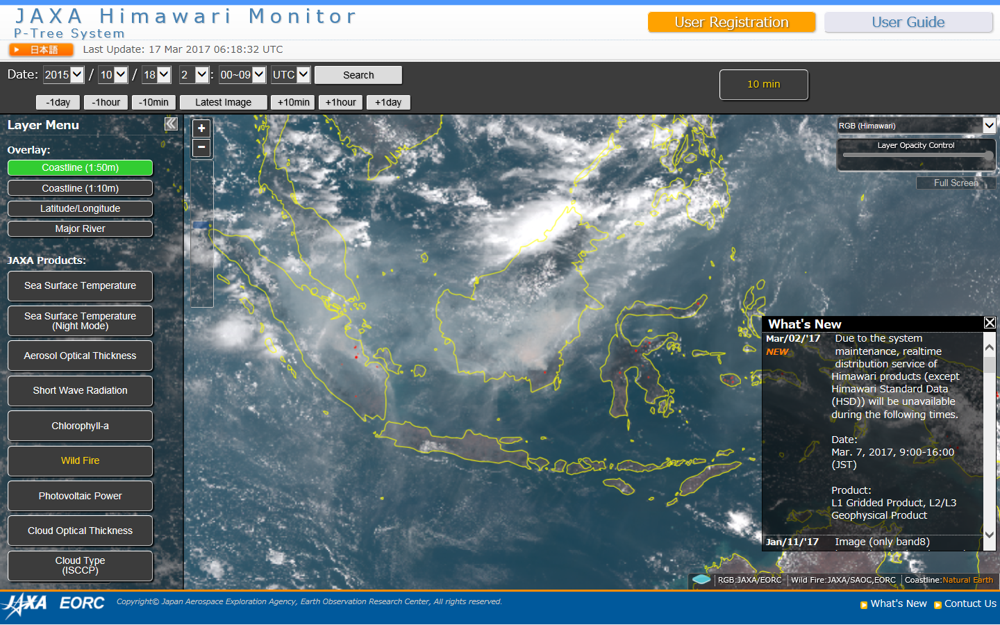 JAXA Himawari Monitor
P-Tree System
User Registration
User Guide
日本語
Last Update: 17 Mar 2017 06:18:32 UTC
Date: 2015 / 10 / 18 2 : 00~09 UTC Search
10 min
-1day -1hour -10min Latest Image +10min +1hour +1day
Layer Menu
+
−
RGB (Himawari)
Layer Opacity Control
Full Screen
Overlay:
Coastline (1:50m)
Coastline (1:10m)
Latitude/Longitude
Major River
JAXA Products:
Sea Surface Temperature
Sea Surface Temperature
(Night Mode)
Aerosol Optical Thickness
Short Wave Radiation
Chlorophyll-a
Wild Fire
Photovoltaic Power
Cloud Optical Thickness
Cloud Type
(ISCCP)
What's New
Mar/02/'17 Due to the system
NEW maintenance, realtime
distribution service of
Himawari products (except
Himawari Standard Data
(HSD)) will be unavailable
during the following times.
Date:
Mar. 7, 2017, 9:00-16:00
(JST)
Product:
L1 Gridded Product, L2/L3
Geophysical Product
Jan/11/'17 Image (only band8)
RGB:JAXA/EORC Wild Fire:JAXA/SAOC,EORC Coastline:Natural Earth
JAXA EORC Copyright© Japan Aerospace Exploration Agency, Earth Observation Research Center, All rights reserved.
What's New Contuct Us